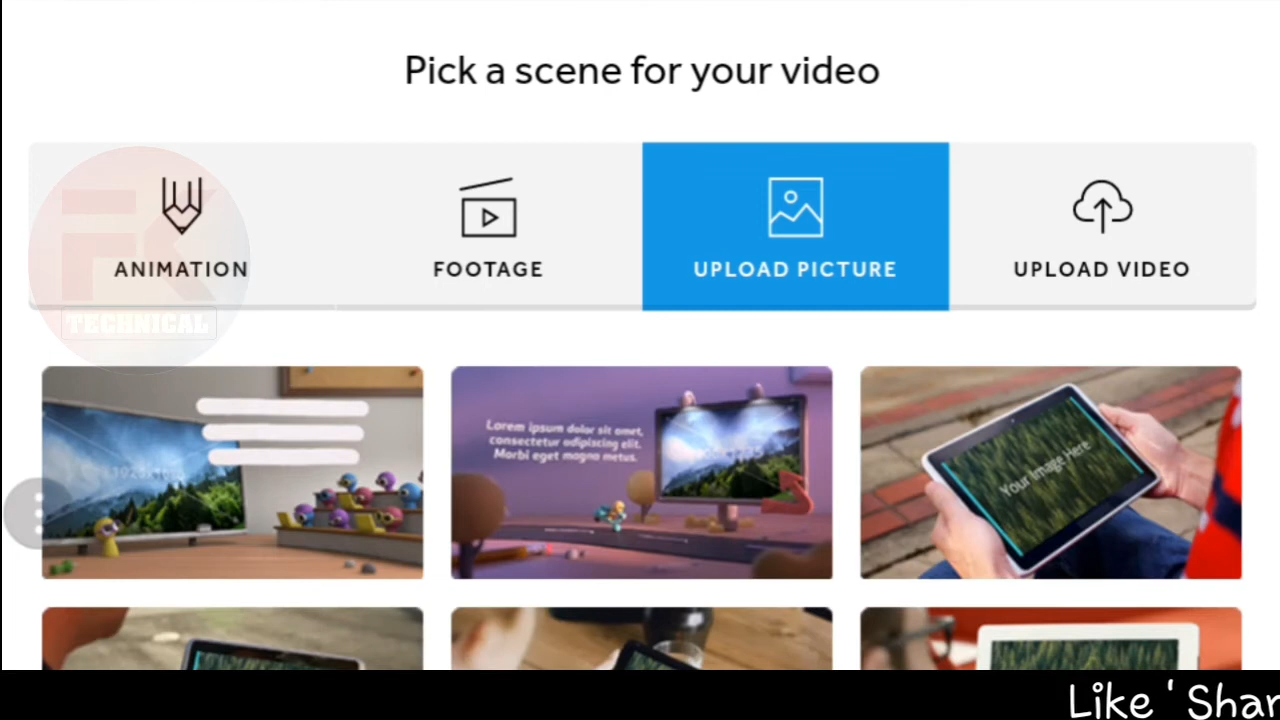 Pick a scene for your video
ANIMATION
FOOTAGE
UPLOAD PICTURE
UPLOAD VIDEO
TECHNICAL
Lorem ipsum dolor sit amet,
consectetur adipiscing elit.
Morbi eget magna metus.
Your Image Here
Like ' Shar